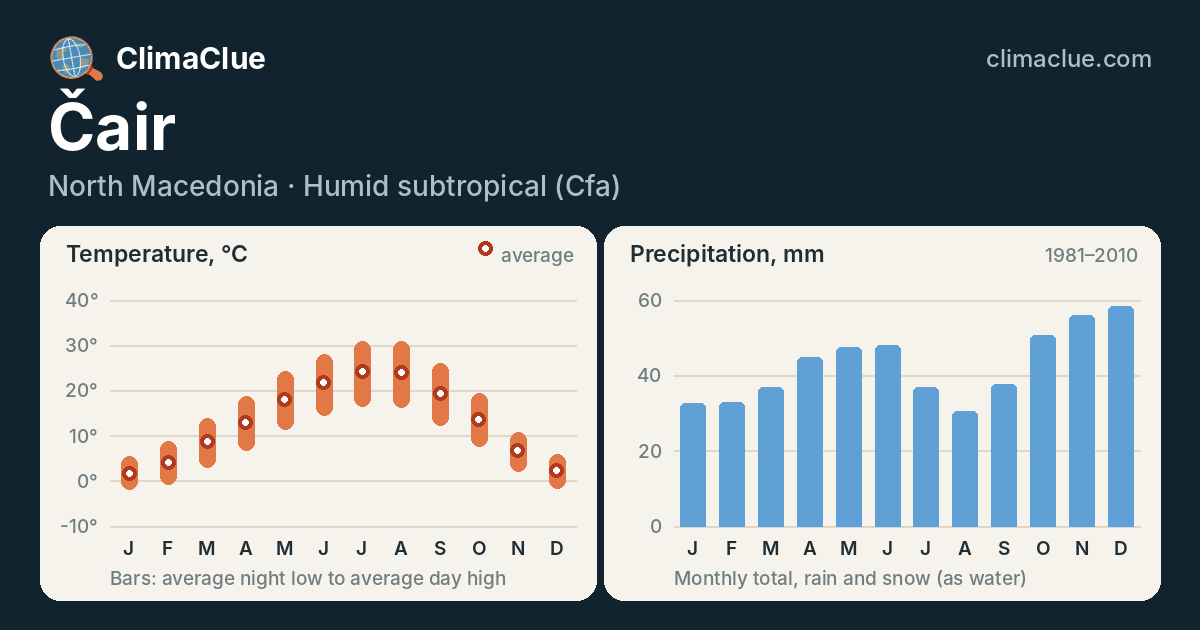 ClimaClue
climaclue.com
Čair
North Macedonia · Humid subtropical (Cfa)
Temperature, °C
average
40°
30°
20°
10°
0°
-10°
J F M A M J J A S O N D
Bars: average night low to average day high
Precipitation, mm
1981–2010
60
40
20
0
J F M A M J J A S O N D
Monthly total, rain and snow (as water)